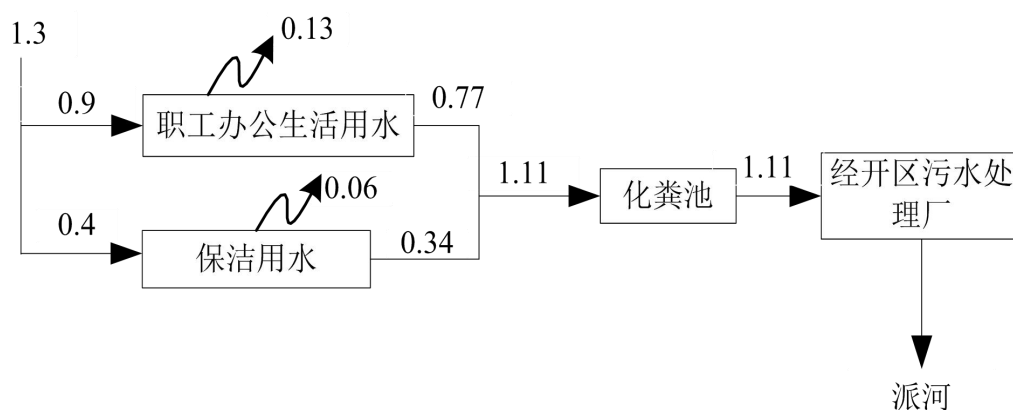 1.3
0.13
0.9
职工办公生活用水
0.77
0.06
0.4
保洁用水
0.34
1.11
化粪池
1.11
经开区污水处
理厂
派河